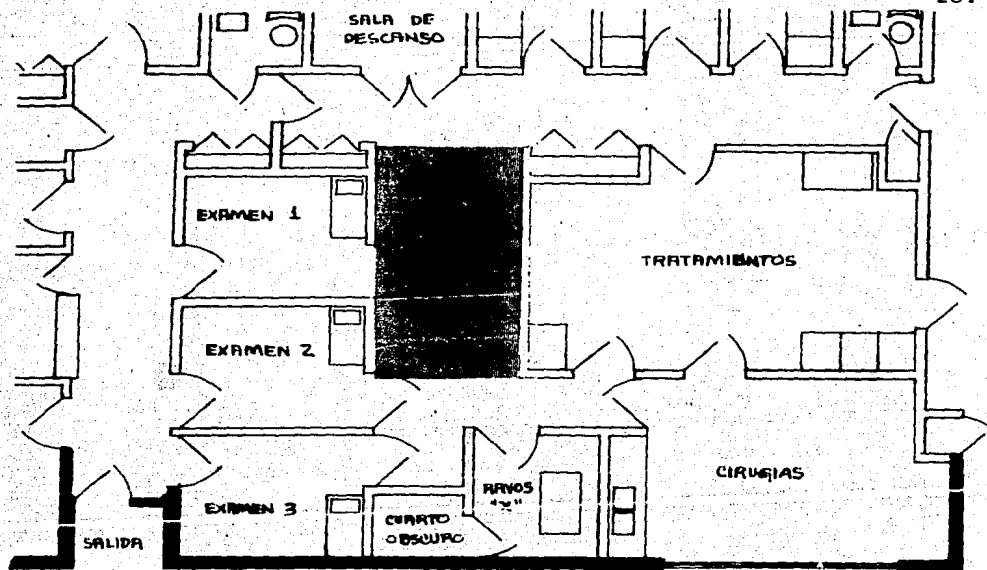 SALA DE
DESCANSO
EXAMEN 1
TRATAMIENTOS
EXAMEN 2
EXAMEN 3
CUARTO
OBSCURO
RAYOS
"X"
CIRUGIAS
SALIDA